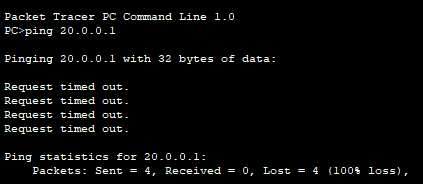 Packet Tracer PC Command Line 1.0
PC>ping 20.0.0.1
Pinging 20.0.0.1 with 32 bytes of data:
Request timed out.
Request timed out.
Request timed out.
Request timed out.
Ping statistics for 20.0.0.1:
Packets: Sent = 4, Received = 0, Lost = 4 (100% loss),